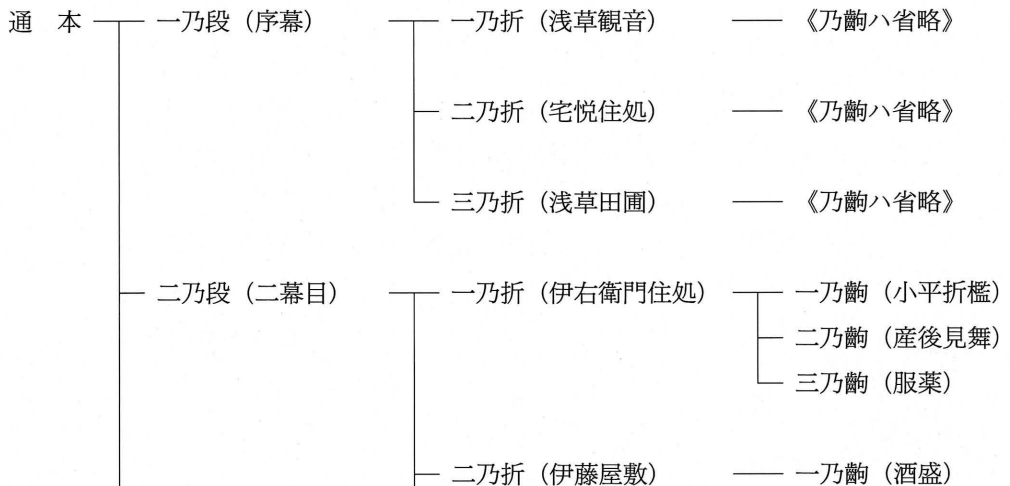 通 本 一乃段（序幕） 一乃折（浅草観音） 《乃齣ハ省略》
二乃折（宅悦住処） 《乃齣ハ省略》
三乃折（浅草田圃） 《乃齣ハ省略》
二乃段（二幕目） 一乃折（伊右衛門住処） 一乃齣（小平折檻）
二乃齣（産後見舞）
三乃齣（服薬）
二乃折（伊藤屋敷） 一乃齣（酒盛）